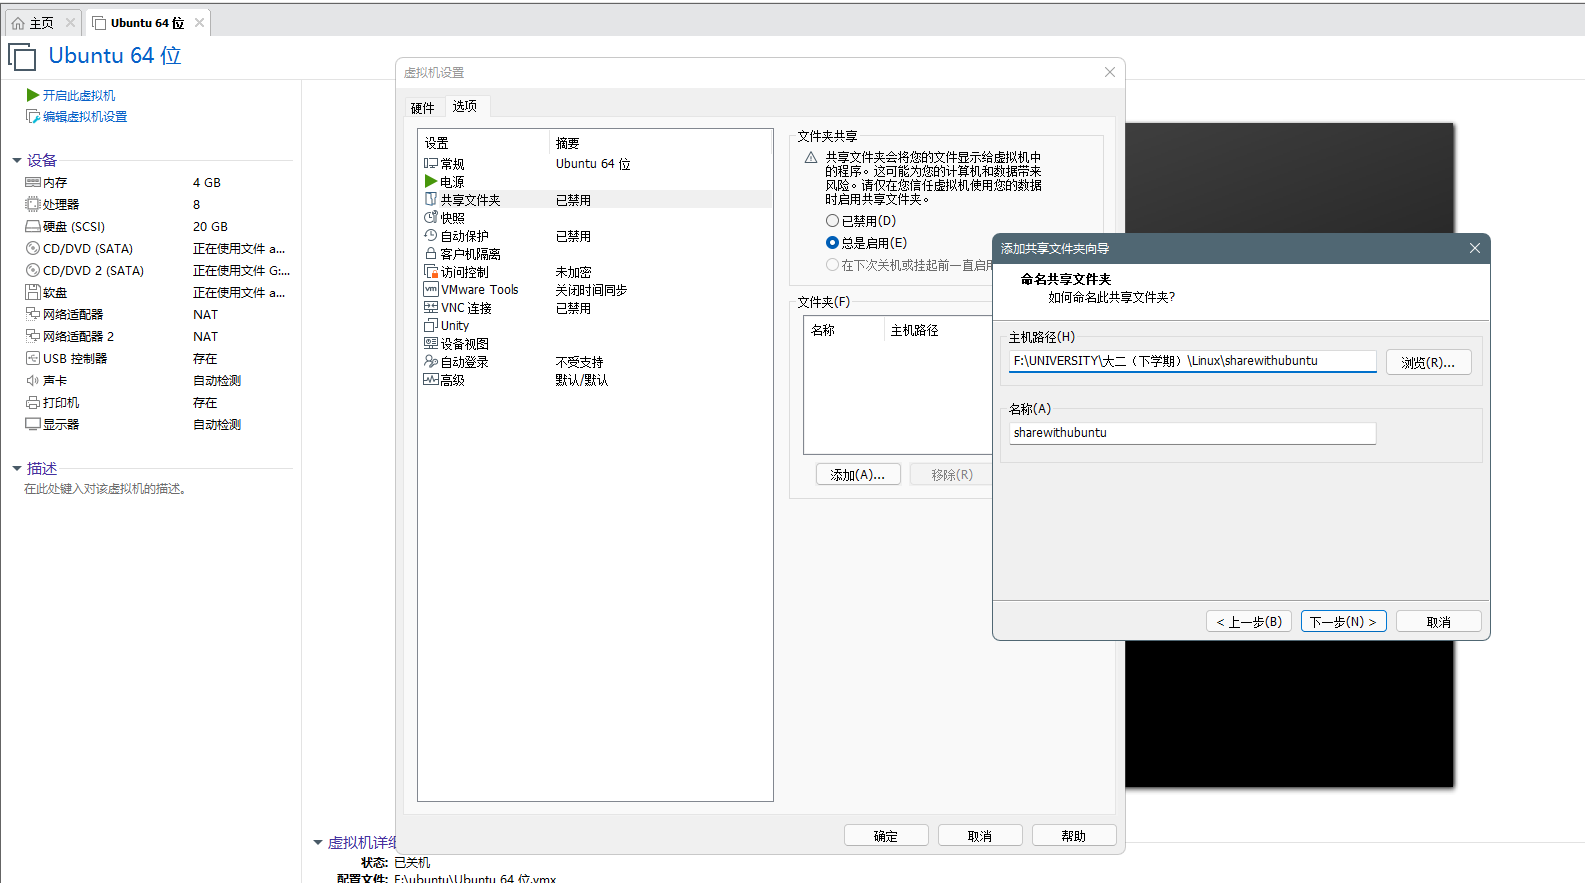 主页
Ubuntu 64 位
Ubuntu 64 位
开启此虚拟机
编辑虚拟机设置
设备
内存 4 GB
处理器 8
硬盘 (SCSI) 20 GB
CD/DVD (SATA) 正在使用文件 a...
CD/DVD 2 (SATA) 正在使用文件 G:...
软盘 正在使用文件 a...
网络适配器 NAT
网络适配器 2 NAT
USB 控制器 存在
声卡 自动检测
打印机 存在
显示器 自动检测
描述
在此处键入对该虚拟机的描述。
虚拟机设置
硬件 选项
设置 摘要
常规 Ubuntu 64 位
电源
共享文件夹 已禁用
快照
自动保护 已禁用
客户机隔离
访问控制 未加密
VMware Tools 关闭时间同步
VNC 连接 已禁用
Unity
设备视图
自动登录 不受支持
高级 默认/默认
文件夹共享
共享文件夹会将您的文件显示给虚拟机中
的程序。这可能为您的计算机和数据带来
风险。请仅在您信任虚拟机使用您的数据
时启用共享文件夹。
已禁用(D)
总是启用(E)
在下次关机或挂起前一直启用
文件夹(F)
名称 主机路径
添加(A)... 移除(R)
确定 取消 帮助
添加共享文件夹向导
命名共享文件夹
如何命名此共享文件夹?
主机路径(H)
F:\UNIVERSITY\大二（下学期）\Linux\sharewithubuntu
浏览(R)...
名称(A)
sharewithubuntu
< 上一步(B) 下一步(N) > 取消
虚拟机详细
状态: 已关机
配置文件: F:\ubuntu\Ubuntu 64 位.vmx